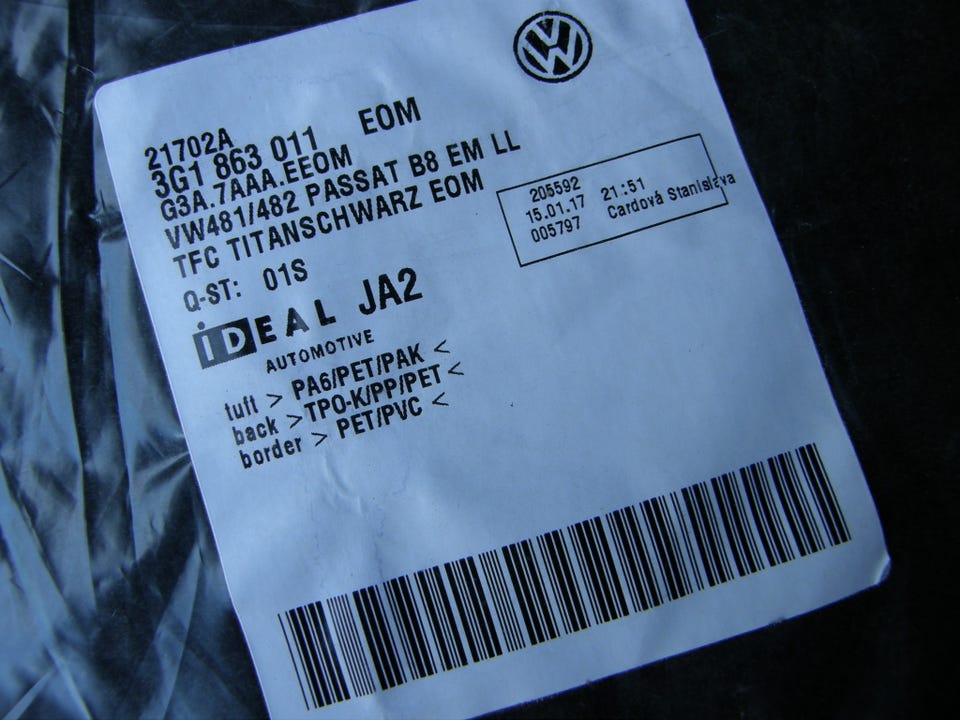 VW
21702A
3G1 863 011 EOM
G3A.7AAA.EEOM
VW481/482 PASSAT B8 EM LL
TFC TITANSCHWARZ EOM
Q-ST: 01S
205592 21:51
15.01.17 Cardová Stanislava
005797
iDEAL JA2
AUTOMOTIVE
tuft > PA6/PET/PAK <
back >TPO-K/PP/PET <
border > PET/PVC <